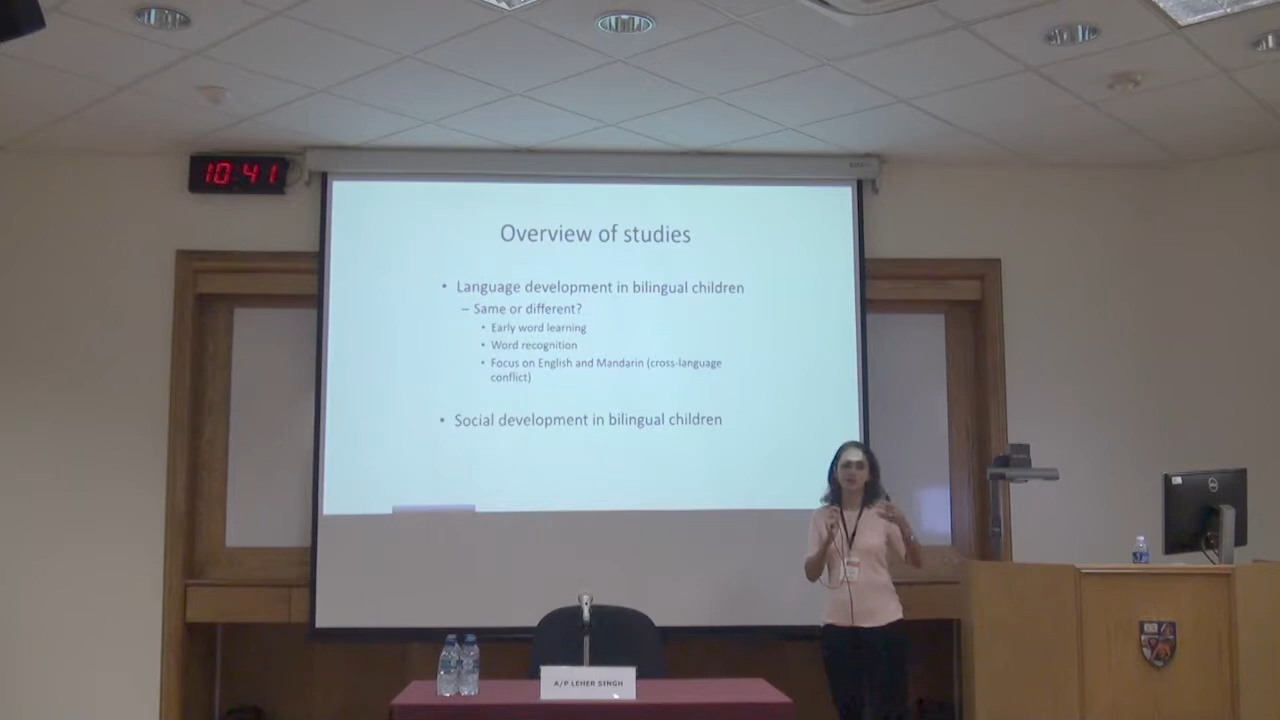 10:41
Overview of studies
• Language development in bilingual children
– Same or different?
• Early word learning
• Word recognition
• Focus on English and Mandarin (cross-language
conflict)
• Social development in bilingual children
DELL
A/P LEHER SINGH